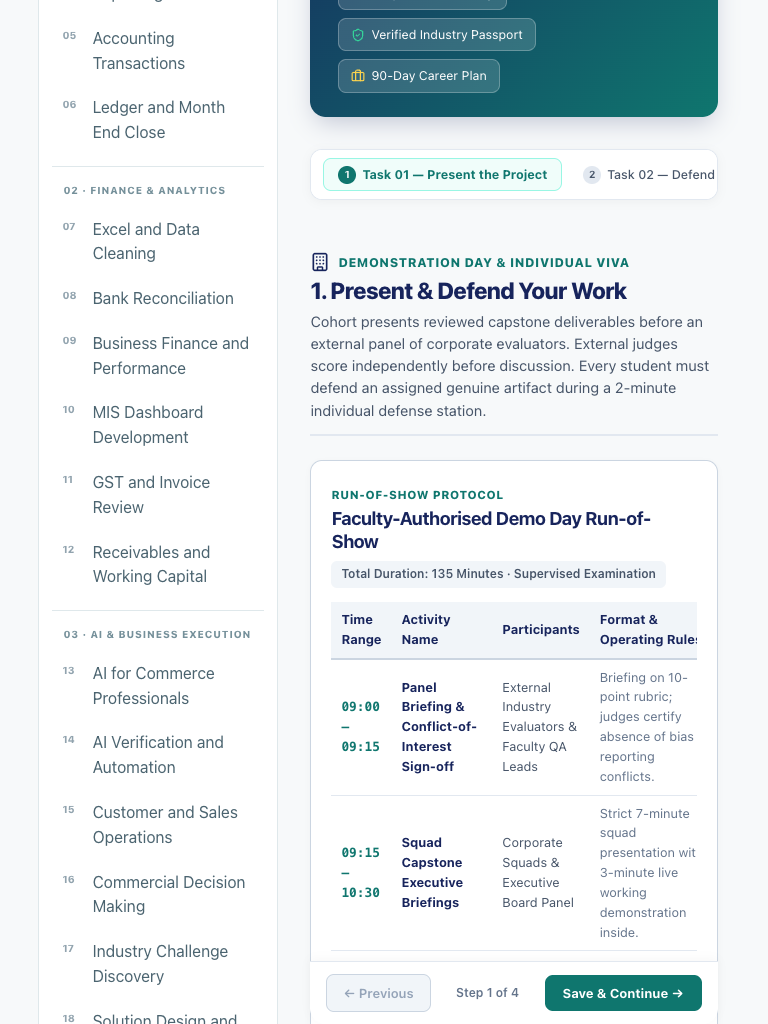 05
Accounting
Transactions
06
Ledger and Month
End Close
02 · FINANCE & ANALYTICS
07
Excel and Data
Cleaning
08
Bank Reconciliation
09
Business Finance and
Performance
10
MIS Dashboard
Development
11
GST and Invoice
Review
12
Receivables and
Working Capital
03 · AI & BUSINESS EXECUTION
13
AI for Commerce
Professionals
14
AI Verification and
Automation
15
Customer and Sales
Operations
16
Commercial Decision
Making
17
Industry Challenge
Discovery
18
Solution Design and
Verified Industry Passport
90-Day Career Plan
1 Task 01 — Present the Project
2 Task 02 — Defend
DEMONSTRATION DAY & INDIVIDUAL VIVA
1. Present & Defend Your Work
Cohort presents reviewed capstone deliverables before an
external panel of corporate evaluators. External judges
score independently before discussion. Every student must
defend an assigned genuine artifact during a 2-minute
individual defense station.
RUN-OF-SHOW PROTOCOL
Faculty-Authorised Demo Day Run-of-
Show
Total Duration: 135 Minutes · Supervised Examination
Time
Range
Activity
Name
Participants
Format &
Operating Rules
09:00
–
09:15
Panel
Briefing &
Conflict-of-
Interest
Sign-off
External
Industry
Evaluators &
Faculty QA
Leads
Briefing on 10-
point rubric;
judges certify
absence of bias
reporting
conflicts.
09:15
–
10:30
Squad
Capstone
Executive
Briefings
Corporate
Squads &
Executive
Board Panel
Strict 7-minute
squad
presentation wit
3-minute live
working
demonstration
inside.
← Previous
Step 1 of 4
Save & Continue →